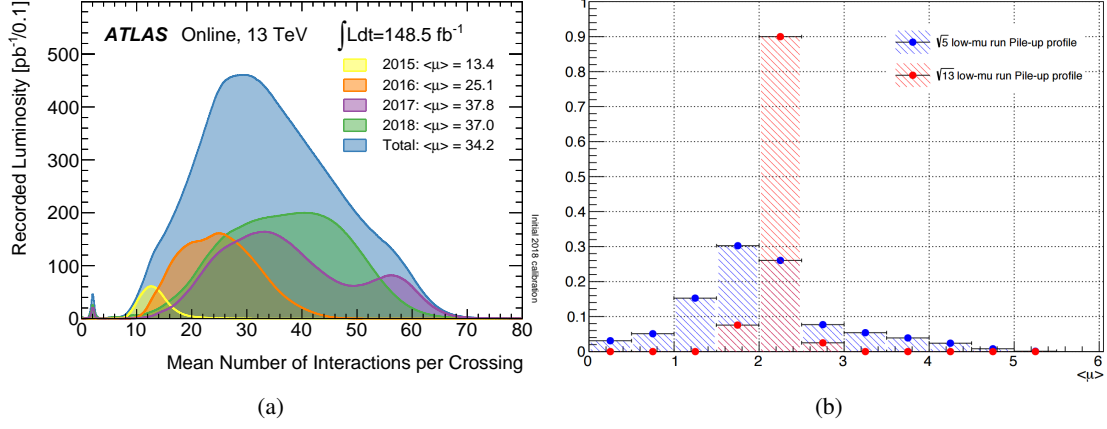 ATLAS Online, 13 TeV ∫Ldt=148.5 fb⁻¹
2015: <μ> = 13.4
2016: <μ> = 25.1
2017: <μ> = 37.8
2018: <μ> = 37.0
Total: <μ> = 34.2
Recorded Luminosity [pb⁻¹/0.1]
500
400
300
200
100
0
0 10 20 30 40 50 60 70 80
Mean Number of Interactions per Crossing
Initial 2018 calibration
(a)
√5 low-mu run Pile-up profile
√13 low-mu run Pile-up profile
1
0.9
0.8
0.7
0.6
0.5
0.4
0.3
0.2
0.1
0
0 1 2 3 4 5 6
<μ>
(b)